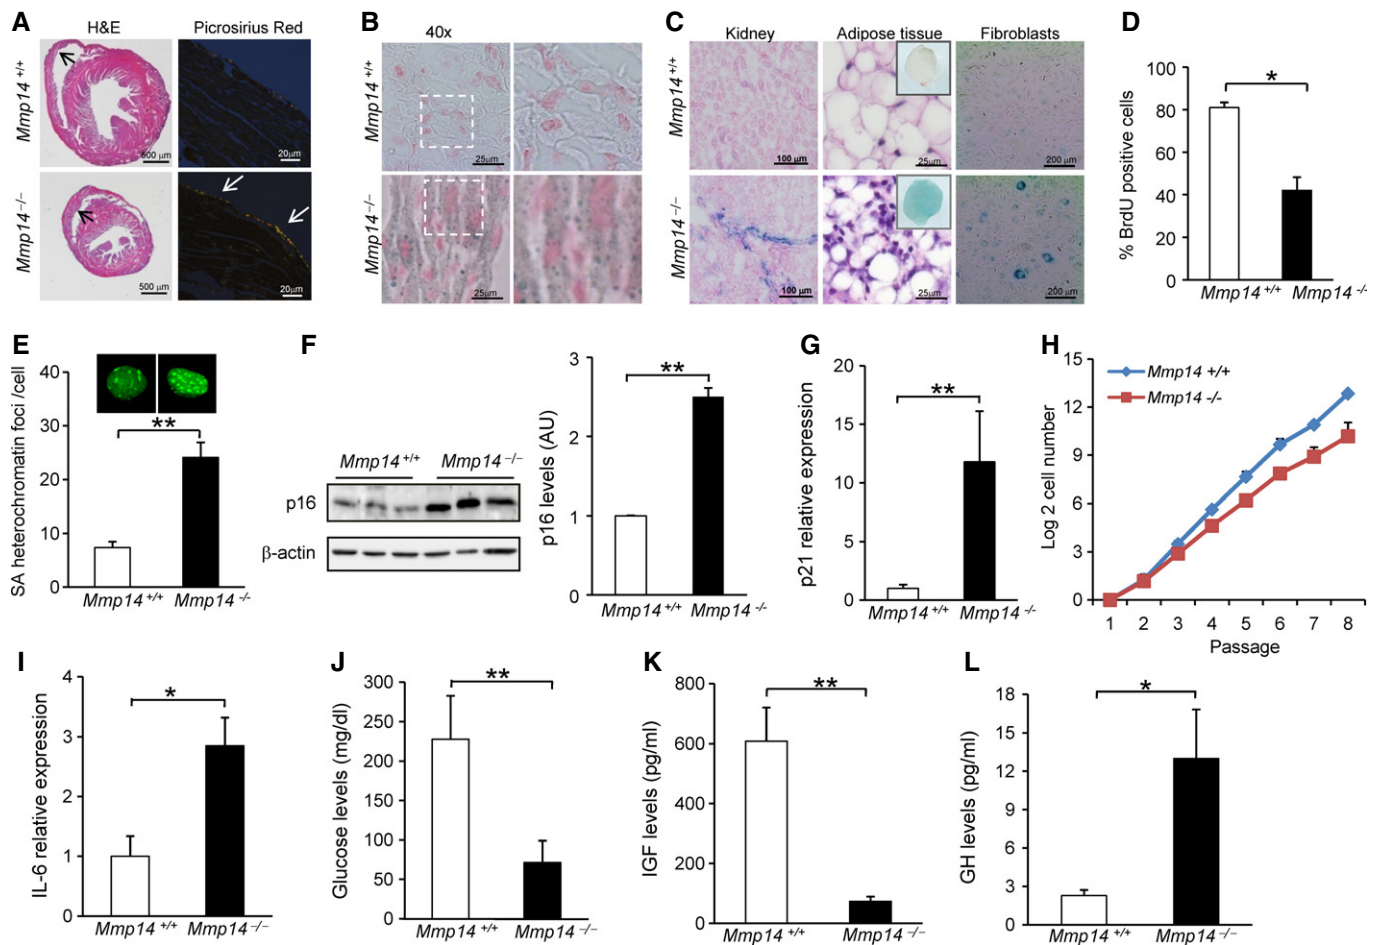 A
H&E
Picrosirius Red
Mmp14 +/+
500 µm
20µm
Mmp14 −/−
500 µm
20µm
B
40x
Mmp14 +/+
25µm
Mmp14 −/−
25µm
C
Kidney
Adipose tissue
Fibroblasts
Mmp14 +/+
100 µm
25µm
200 µm
Mmp14 −/−
100 µm
25µm
200 µm
D
% BrdU positive cells
100
80
60
40
20
0
*
Mmp14 +/+
Mmp14 -/-
E
SA heterochromatin foci /cell
40
30
20
10
0
**
Mmp14 +/+
Mmp14 -/-
F
Mmp14 +/+
Mmp14 −/−
p16
β-actin
p16 levels (AU)
3
2
1
0
**
Mmp14 +/+
Mmp14 -/-
G
p21 relative expression
20
15
10
5
0
**
Mmp14 +/+
Mmp14 -/-
H
Log 2 cell number
15
12
9
6
3
0
Mmp14 +/+
Mmp14 -/-
1 2 3 4 5 6 7 8
Passage
I
IL-6 relative expression
4
3
2
1
0
*
Mmp14 +/+
Mmp14 −/−
J
Glucose levels (mg/dl)
300
250
200
150
100
50
0
**
Mmp14 +/+
Mmp14 −/−
K
IGF levels (pg/ml)
800
600
400
200
0
**
Mmp14 +/+
Mmp14 −/−
L
GH levels (pg/ml)
18
15
12
9
6
3
0
*
Mmp14 +/+
Mmp14 −/−